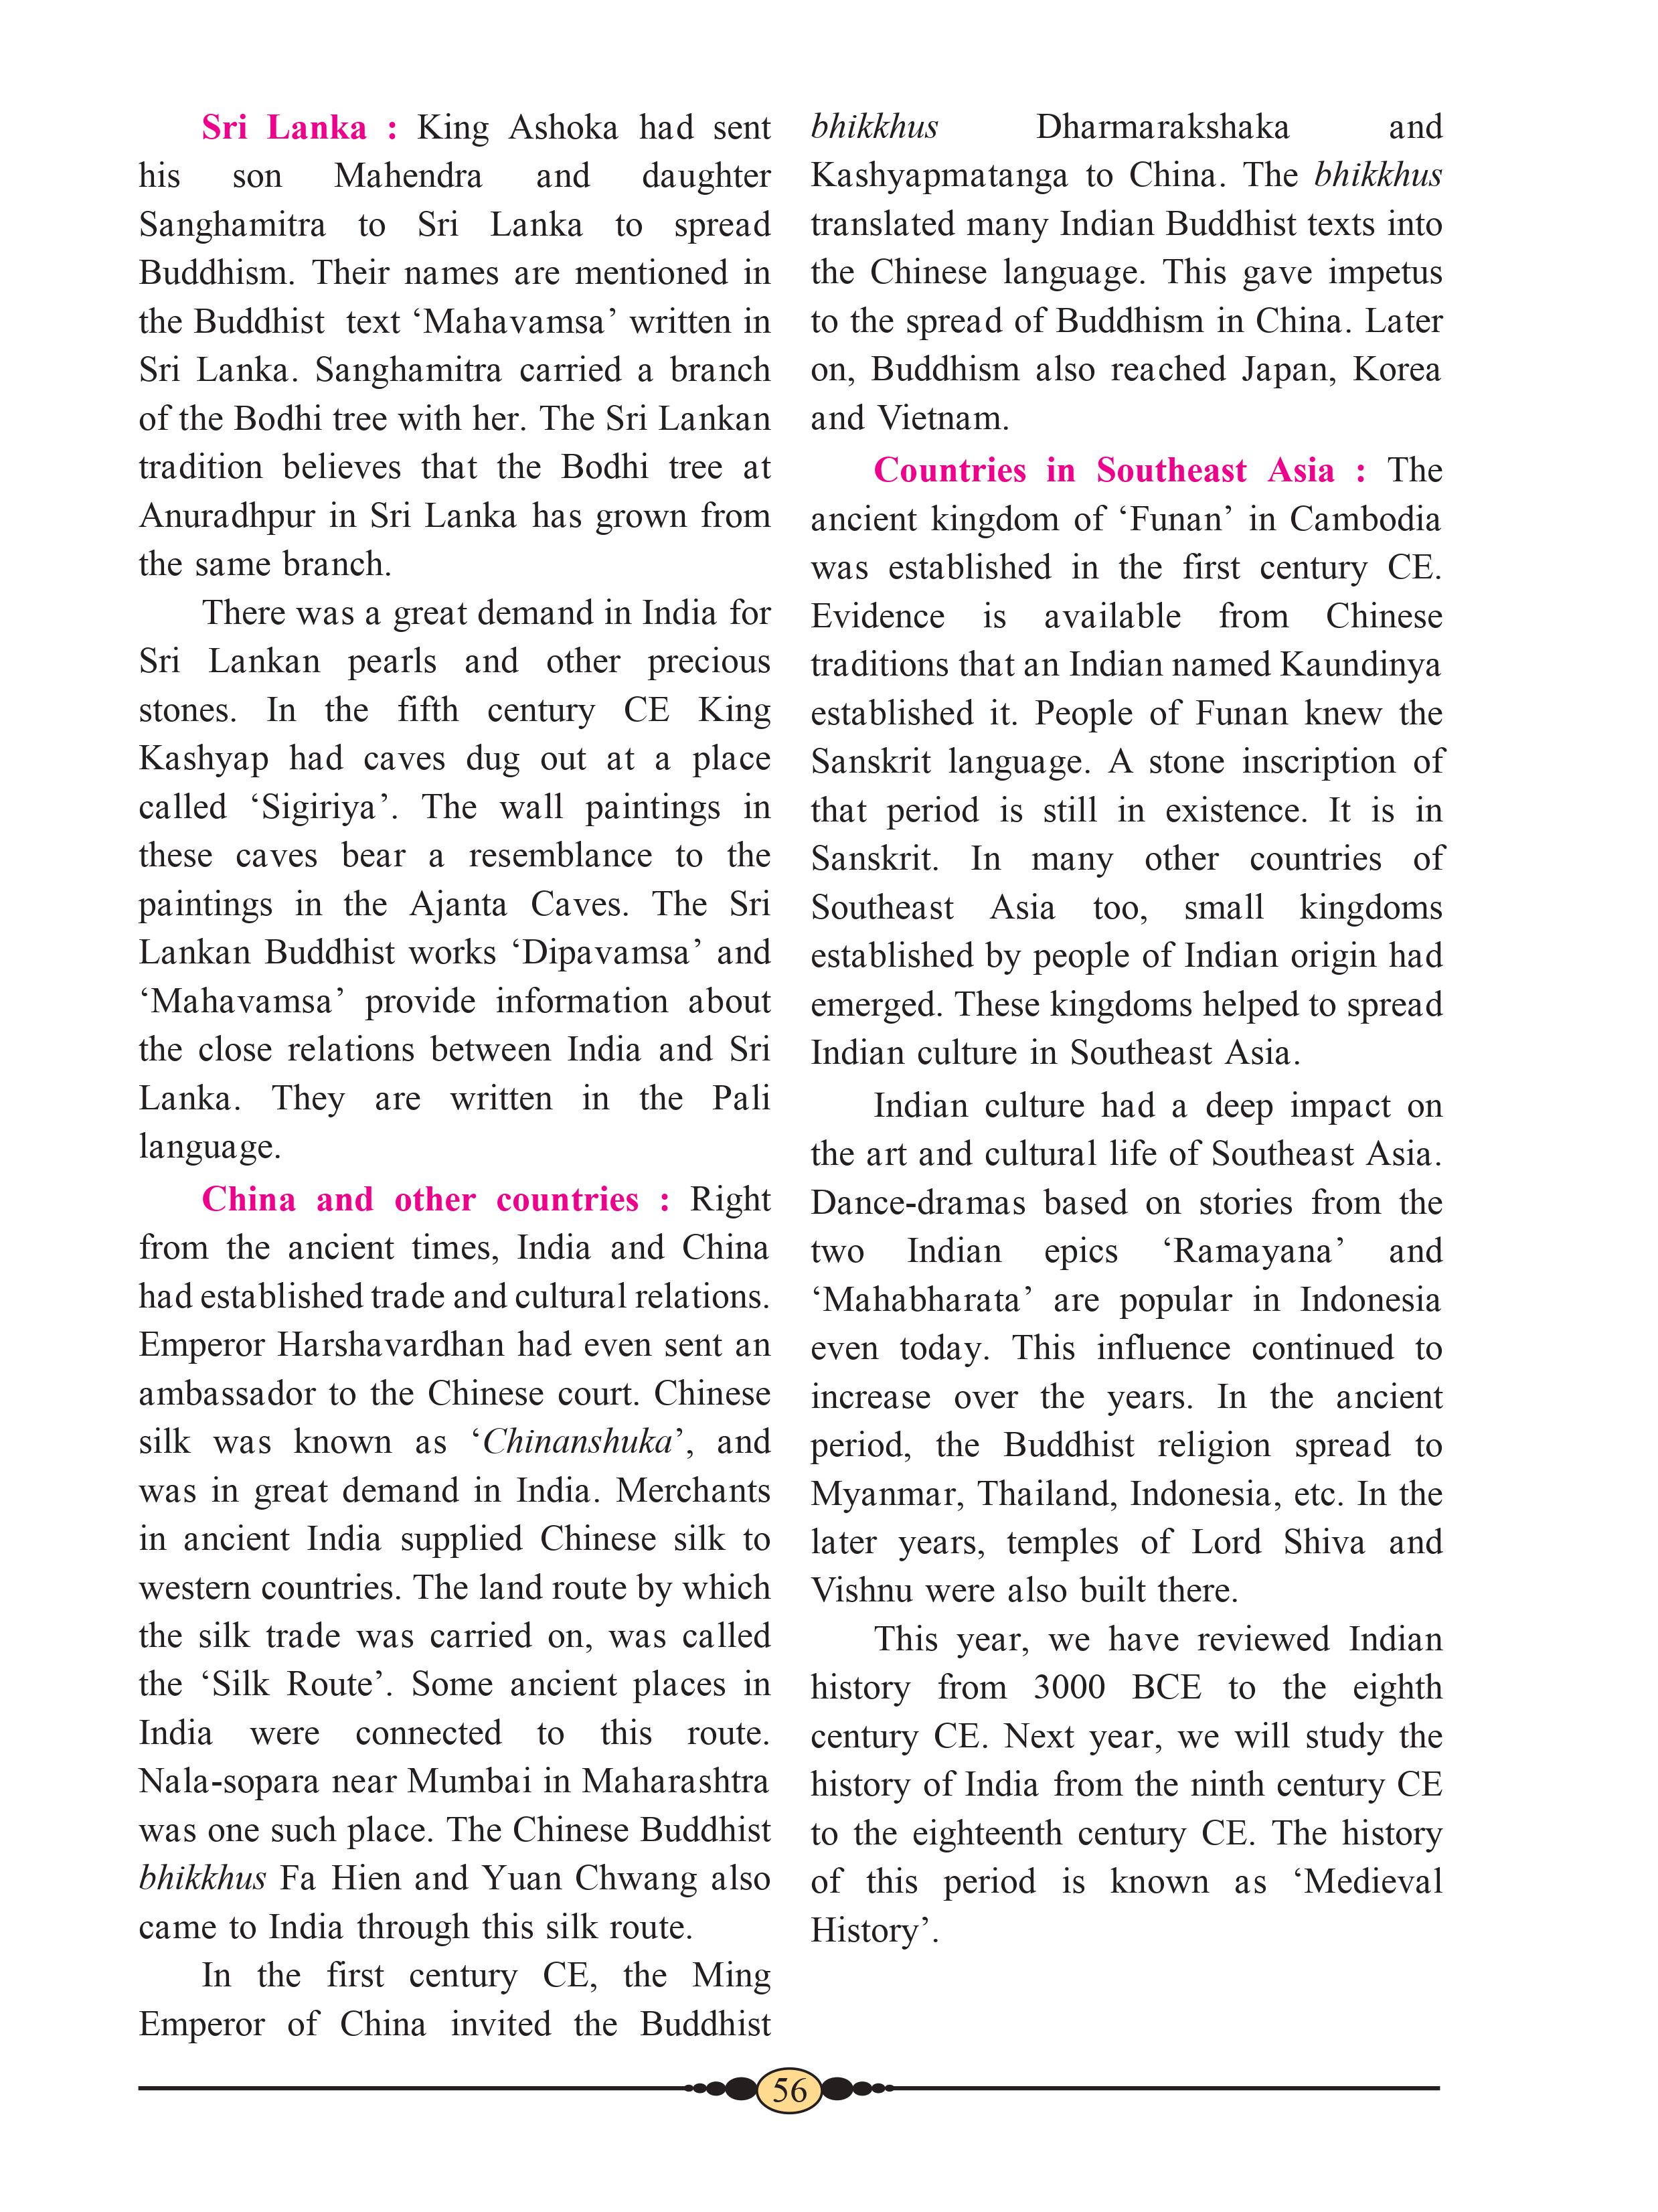 Sri Lanka : King Ashoka had sent
his son Mahendra and daughter
Sanghamitra to Sri Lanka to spread
Buddhism. Their names are mentioned in
the Buddhist text ‘Mahavamsa’ written in
Sri Lanka. Sanghamitra carried a branch
of the Bodhi tree with her. The Sri Lankan
tradition believes that the Bodhi tree at
Anuradhpur in Sri Lanka has grown from
the same branch.
There was a great demand in India for
Sri Lankan pearls and other precious
stones. In the fifth century CE King
Kashyap had caves dug out at a place
called ‘Sigiriya’. The wall paintings in
these caves bear a resemblance to the
paintings in the Ajanta Caves. The Sri
Lankan Buddhist works ‘Dipavamsa’ and
‘Mahavamsa’ provide information about
the close relations between India and Sri
Lanka. They are written in the Pali
language.
China and other countries : Right
from the ancient times, India and China
had established trade and cultural relations.
Emperor Harshavardhan had even sent an
ambassador to the Chinese court. Chinese
silk was known as ‘Chinanshuka’, and
was in great demand in India. Merchants
in ancient India supplied Chinese silk to
western countries. The land route by which
the silk trade was carried on, was called
the ‘Silk Route’. Some ancient places in
India were connected to this route.
Nala-sopara near Mumbai in Maharashtra
was one such place. The Chinese Buddhist
bhikkhus Fa Hien and Yuan Chwang also
came to India through this silk route.
In the first century CE, the Ming
Emperor of China invited the Buddhist
bhikkhus Dharmarakshaka and
Kashyapmatanga to China. The bhikkhus
translated many Indian Buddhist texts into
the Chinese language. This gave impetus
to the spread of Buddhism in China. Later
on, Buddhism also reached Japan, Korea
and Vietnam.
Countries in Southeast Asia : The
ancient kingdom of ‘Funan’ in Cambodia
was established in the first century CE.
Evidence is available from Chinese
traditions that an Indian named Kaundinya
established it. People of Funan knew the
Sanskrit language. A stone inscription of
that period is still in existence. It is in
Sanskrit. In many other countries of
Southeast Asia too, small kingdoms
established by people of Indian origin had
emerged. These kingdoms helped to spread
Indian culture in Southeast Asia.
Indian culture had a deep impact on
the art and cultural life of Southeast Asia.
Dance-dramas based on stories from the
two Indian epics ‘Ramayana’ and
‘Mahabharata’ are popular in Indonesia
even today. This influence continued to
increase over the years. In the ancient
period, the Buddhist religion spread to
Myanmar, Thailand, Indonesia, etc. In the
later years, temples of Lord Shiva and
Vishnu were also built there.
This year, we have reviewed Indian
history from 3000 BCE to the eighth
century CE. Next year, we will study the
history of India from the ninth century CE
to the eighteenth century CE. The history
of this period is known as ‘Medieval
History’.
56